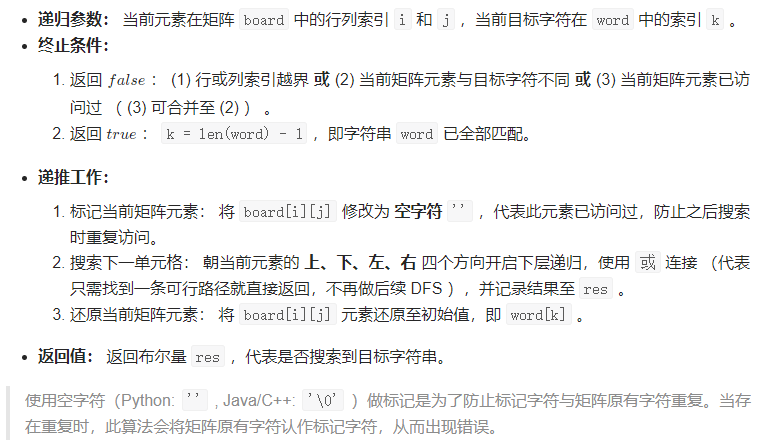 • 递归参数： 当前元素在矩阵 board 中的行列索引 i 和 j ，当前目标字符在 word 中的索引 k 。
• 终止条件：
1. 返回 false ： (1) 行或列索引越界 或 (2) 当前矩阵元素与目标字符不同 或 (3) 当前矩阵元素已访
问过 （ (3) 可合并至 (2) ） 。
2. 返回 true ： k = len(word) - 1 ，即字符串 word 已全部匹配。
• 递推工作：
1. 标记当前矩阵元素： 将 board[i][j] 修改为 空字符 '' ，代表此元素已访问过，防止之后搜索
时重复访问。
2. 搜索下一单元格： 朝当前元素的 上、下、左、右 四个方向开启下层递归，使用 或 连接 （代表
只需找到一条可行路径就直接返回，不再做后续 DFS ），并记录结果至 res 。
3. 还原当前矩阵元素： 将 board[i][j] 元素还原至初始值，即 word[k] 。
• 返回值： 返回布尔量 res ，代表是否搜索到目标字符串。
使用空字符（Python: '' , Java/C++: '\0' ）做标记是为了防止标记字符与矩阵原有字符重复。当存
在重复时，此算法会将矩阵原有字符认作标记字符，从而出现错误。